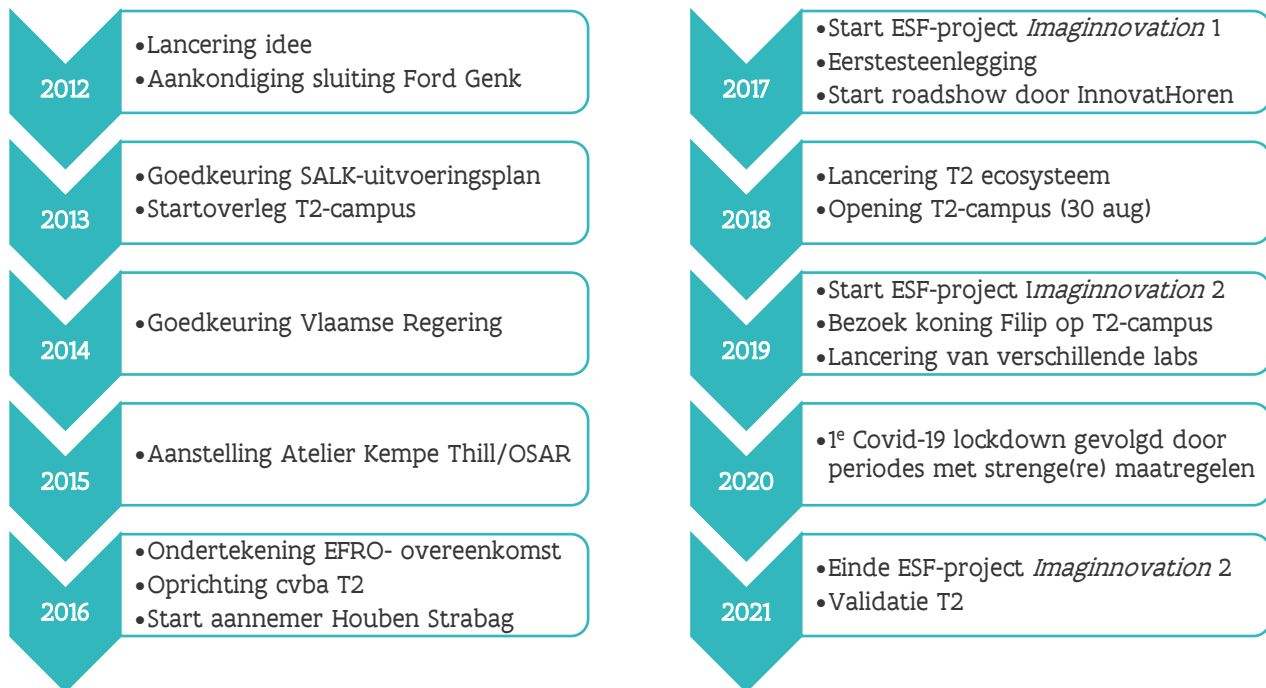 2012
•Lancering idee
•Aankondiging sluiting Ford Genk
2013
•Goedkeuring SALK-uitvoeringsplan
•Startoverleg T2-campus
2014
•Goedkeuring Vlaamse Regering
2015
•Aanstelling Atelier Kempe Thill/OSAR
2016
•Ondertekening EFRO- overeenkomst
•Oprichting cvba T2
•Start aannemer Houben Strabag
2017
•Start ESF-project Imaginnovation 1
•Eerstesteenlegging
•Start roadshow door InnovatHoren
2018
•Lancering T2 ecosysteem
•Opening T2-campus (30 aug)
2019
•Start ESF-project Imaginnovation 2
•Bezoek koning Filip op T2-campus
•Lancering van verschillende labs
2020
•1e Covid-19 lockdown gevolgd door
periodes met strenge(re) maatregelen
2021
•Einde ESF-project Imaginnovation 2
•Validatie T2